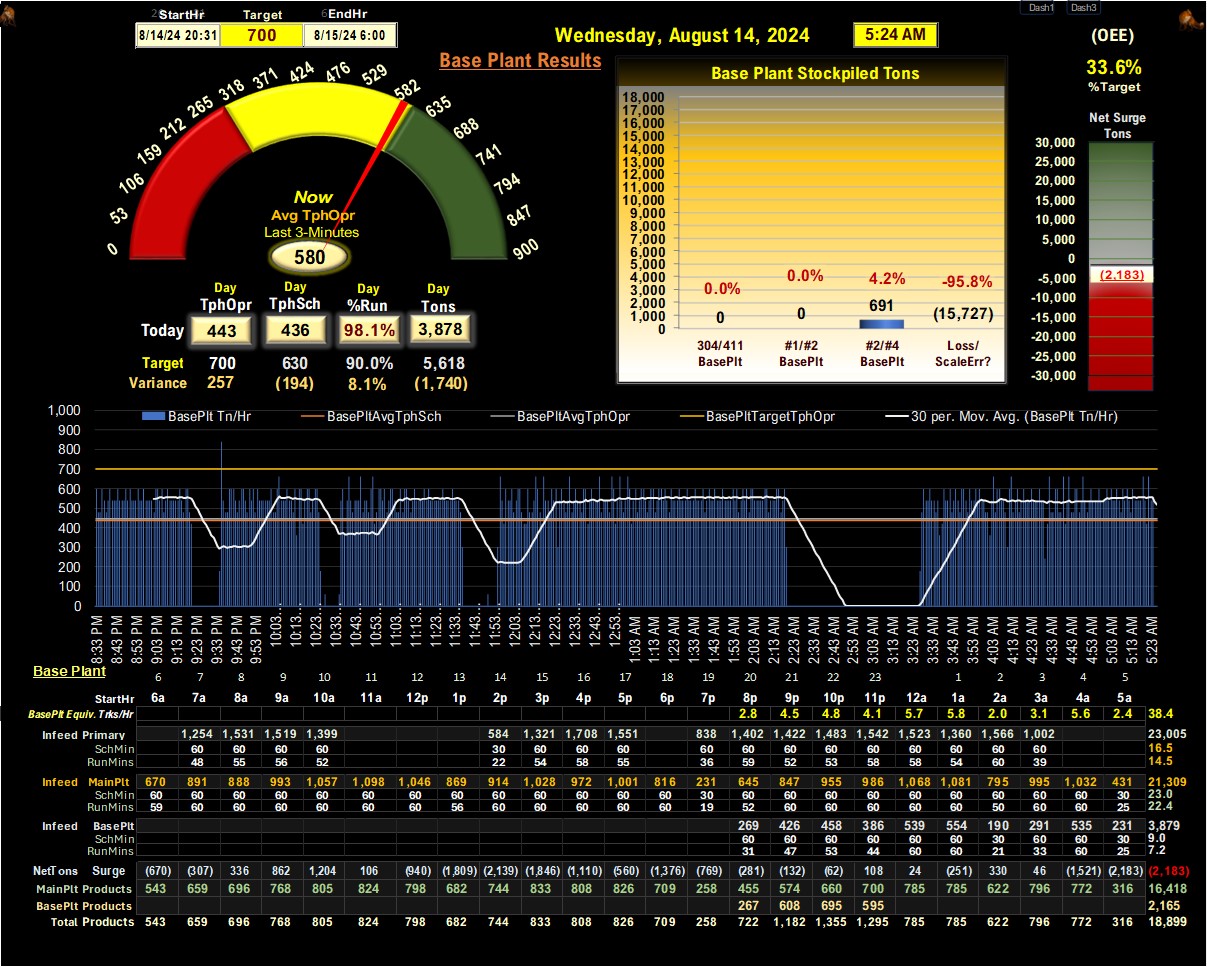 StartHr Target EndHr Dash1 Dash3
8/14/24 20:31 700 8/15/24 6:00
Wednesday, August 14, 2024 5:24 AM (OEE)
Base Plant Results
33.6%
%Target
Base Plant Stockpiled Tons
Net Surge
Tons
0 53 106 159 212 265 318 371 424 476 529 582 635 688 741 794 847 900
Now
Avg TphOpr
Last 3-Minutes
580
18,000
17,000
16,000
15,000
14,000
13,000
12,000
11,000
10,000
9,000
8,000
7,000
6,000
5,000
4,000
3,000
2,000
1,000
0
0.0% 0.0% 4.2% -95.8%
0 0 691 (15,727)
304/411 #1/#2 #2/#4 Loss/
BasePlt BasePlt BasePlt ScaleErr?
30,000
25,000
20,000
15,000
10,000
5,000
0
-5,000
-10,000
-15,000
-20,000
-25,000
-30,000
(2,183)
Day Day Day Day
TphOpr TphSch %Run Tons
Today 443 436 98.1% 3,878
Target 700 630 90.0% 5,618
Variance 257 (194) 8.1% (1,740)
BasePlt Tn/Hr BasePltAvgTphSch BasePltAvgTphOpr BasePltTargetTphOpr 30 per. Mov. Avg. (BasePlt Tn/Hr)
1,000
900
800
700
600
500
400
300
200
100
0
8:33 PM 8:43 PM 8:53 PM 9:03 PM 9:13 PM 9:23 PM 9:33 PM 9:43 PM 9:53 PM 10:03... 10:13... 10:23... 10:33... 10:43... 10:53... 11:03... 11:13... 11:23... 11:33... 11:43... 11:53... 12:03... 12:13... 12:23... 12:33... 12:43... 12:53... 1:03 AM 1:13 AM 1:23 AM 1:33 AM 1:43 AM 1:53 AM 2:03 AM 2:13 AM 2:23 AM 2:33 AM 2:43 AM 2:53 AM 3:03 AM 3:13 AM 3:23 AM 3:33 AM 3:43 AM 3:53 AM 4:03 AM 4:13 AM 4:23 AM 4:33 AM 4:43 AM 4:53 AM 5:03 AM 5:13 AM 5:23 AM
Base Plant
6 7 8 9 10 11 12 13 14 15 16 17 18 19 20 21 22 23 1 2 3 4 5
StartHr 6a 7a 8a 9a 10a 11a 12p 1p 2p 3p 4p 5p 6p 7p 8p 9p 10p 11p 12a 1a 2a 3a 4a 5a
BasePlt Equiv. Trks/Hr 2.8 4.5 4.8 4.1 5.7 5.8 2.0 3.1 5.6 2.4 38.4
Infeed Primary 1,254 1,531 1,519 1,399 584 1,321 1,708 1,551 838 1,402 1,422 1,483 1,542 1,523 1,360 1,566 1,002 23,005
SchMin 60 60 60 60 30 60 60 60 60 60 60 60 60 60 60 60 60 16.5
RunMins 48 55 56 52 22 54 58 55 36 59 52 53 58 58 54 60 39 14.5
Infeed MainPlt 670 891 888 993 1,057 1,098 1,046 869 914 1,028 972 1,001 816 231 645 847 955 986 1,068 1,081 795 995 1,032 431 21,309
SchMin 60 60 60 60 60 60 60 60 60 60 60 60 60 30 60 60 60 60 60 60 60 60 60 30 23.0
RunMins 59 60 60 60 60 60 60 56 60 60 60 60 60 19 52 60 60 60 60 60 50 60 60 25 22.4
Infeed BasePlt 269 426 458 386 539 554 190 291 535 231 3,879
SchMin 60 60 60 60 60 60 30 60 60 30 9.0
RunMins 31 47 53 44 60 60 21 33 60 25 7.2
NetTons Surge (670) (307) 336 862 1,204 106 (940) (1,809) (2,139) (1,846) (1,110) (560) (1,376) (769) (281) (132) (62) 108 24 (251) 330 46 (1,521) (2,183) (2,183)
MainPlt Products 543 659 696 768 805 824 798 682 744 833 808 826 709 258 455 574 660 700 785 785 622 796 772 316 16,418
BasePlt Products 267 608 695 595 2,165
Total Products 543 659 696 768 805 824 798 682 744 833 808 826 709 258 722 1,182 1,355 1,295 785 785 622 796 772 316 18,899